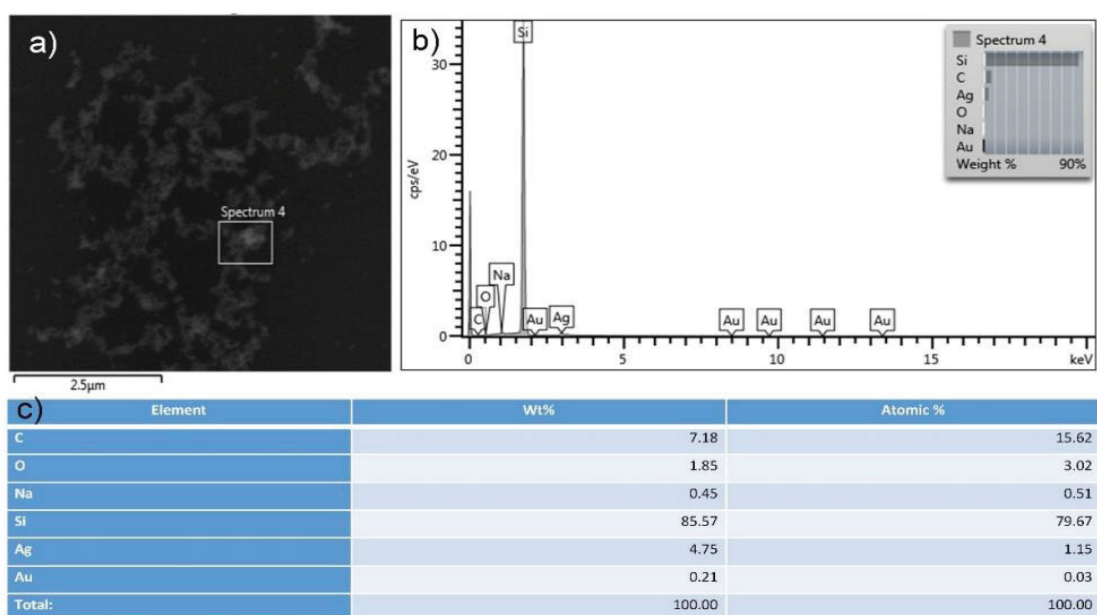 a)
Spectrum 4
2.5µm
b)
cps/eV
30
20
10
0
Si
C
O
Na
Au
Ag
Au
Au
Au
Au
0
5
10
15
keV
Spectrum 4
Si
C
Ag
O
Na
Au
Weight % 90%
c) Element Wt% Atomic %
C 7.18 15.62
O 1.85 3.02
Na 0.45 0.51
Si 85.57 79.67
Ag 4.75 1.15
Au 0.21 0.03
Total: 100.00 100.00